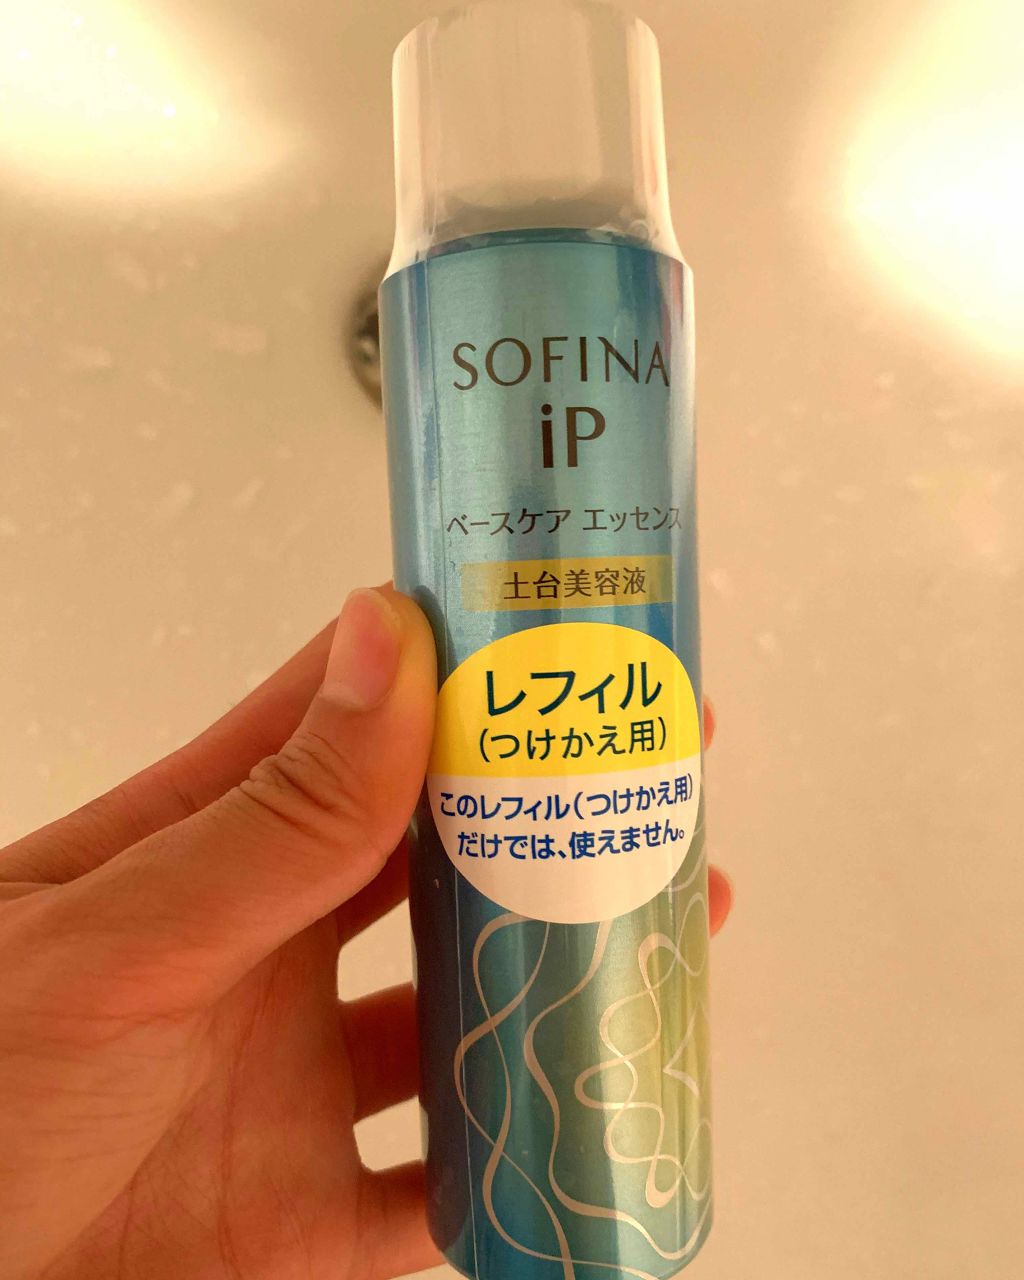 SOFINA
iP
ベースケア エッセンス
土台美容液
レフィル
(つけかえ用)
このレフィル(つけかえ用)
だけでは、使えません。